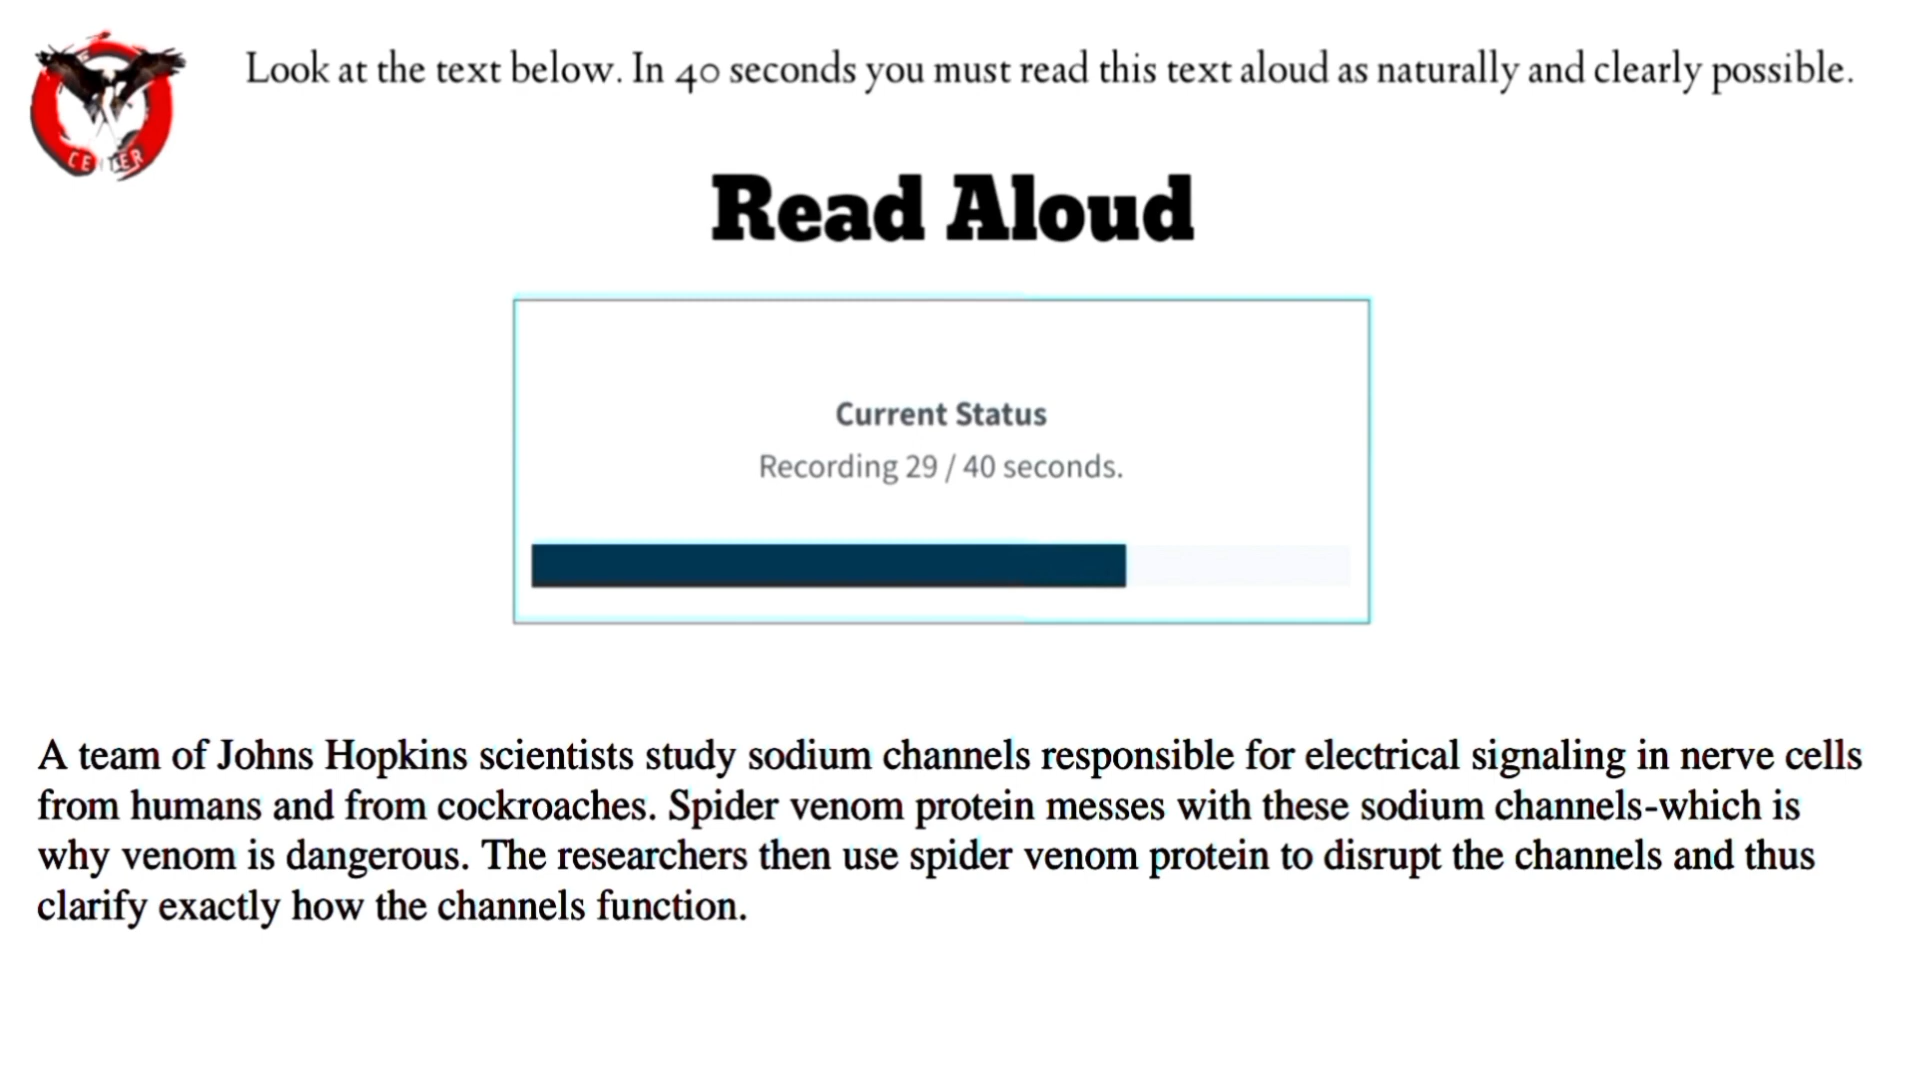 CENTER
Look at the text below. In 40 seconds you must read this text aloud as naturally and clearly possible.
Read Aloud
Current Status
Recording 29 / 40 seconds.
A team of Johns Hopkins scientists study sodium channels responsible for electrical signaling in nerve cells
from humans and from cockroaches. Spider venom protein messes with these sodium channels-which is
why venom is dangerous. The researchers then use spider venom protein to disrupt the channels and thus
clarify exactly how the channels function.